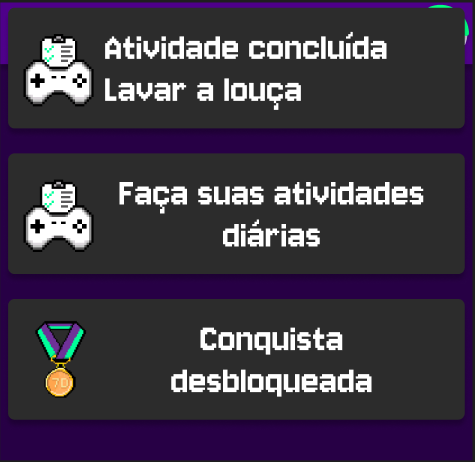 Atividade concluída
Lavar a louça
Faça suas atividades
diárias
Conquista
desbloqueada